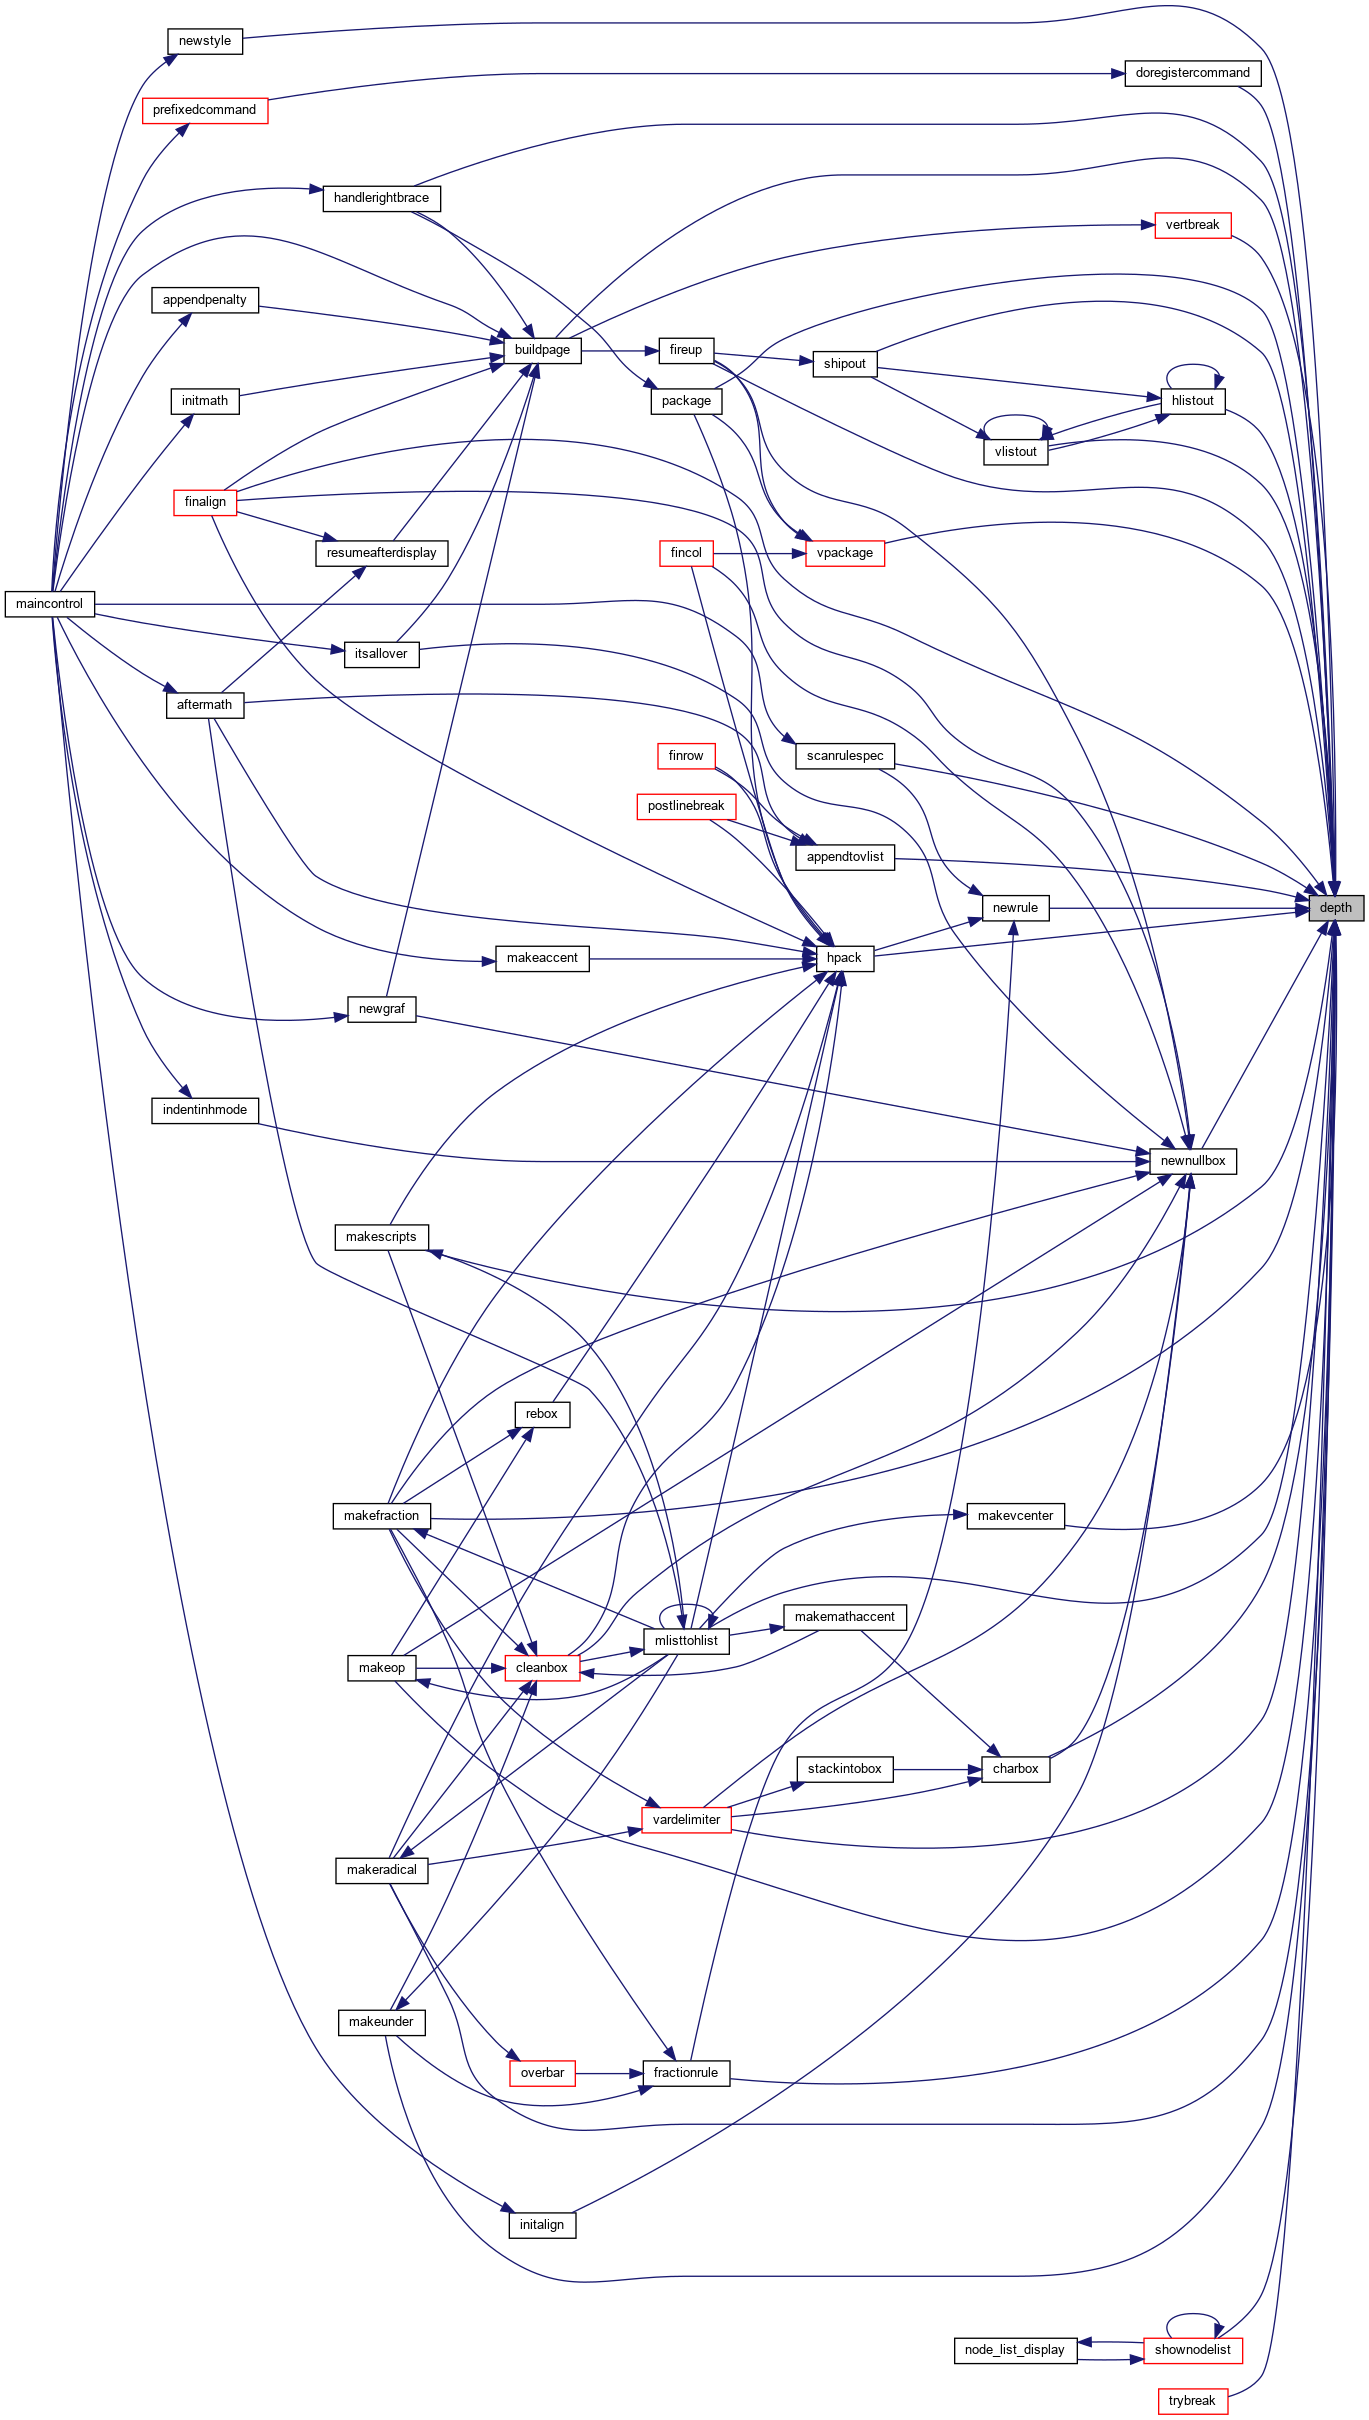 newstyle
doregistercommand
prefixedcommand
handlerightbrace
vertbreak
appendpenalty
buildpage
fireup
shipout
initmath
package
hlistout
vlistout
finalign
resumeafterdisplay
fincol
vpackage
maincontrol
itsallover
aftermath
finrow
scanrulespec
postlinebreak
appendtovlist
newrule
depth
makeaccent
hpack
newgraf
indentinhmode
newnullbox
makescripts
rebox
makefraction
makevcenter
makemathaccent
mlisttohlist
makeop
cleanbox
stackintobox
charbox
vardelimiter
makeradical
makeunder
overbar
fractionrule
initalign
node_list_display
shownodelist
trybreak